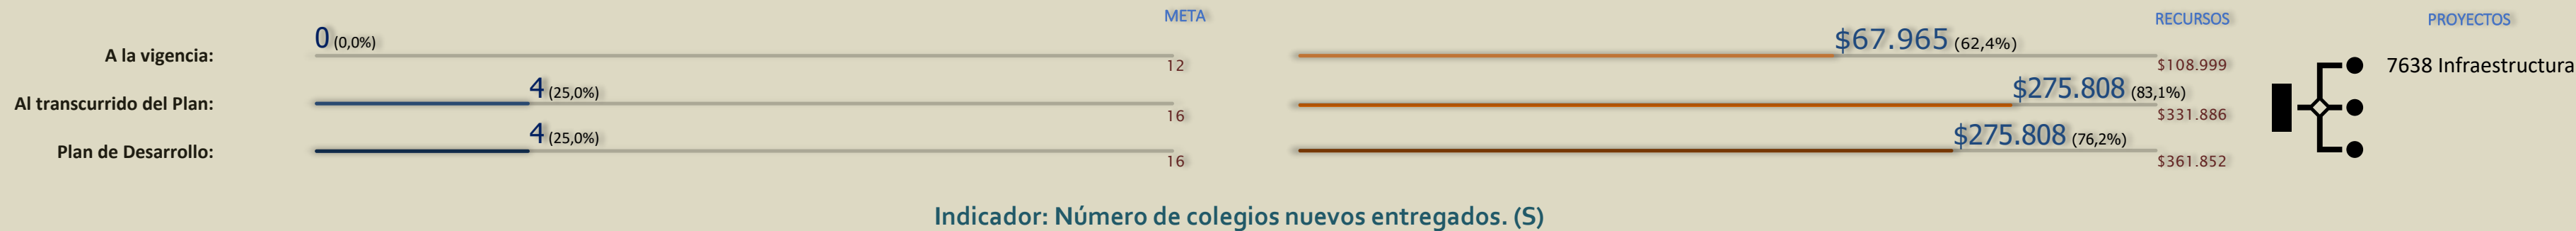 META
RECURSOS
PROYECTOS
A la vigencia:
0 (0,0%)
12
$67.965 (62,4%)
$108.999
7638 Infraestructura
Al transcurrido del Plan:
4 (25,0%)
16
$275.808 (83,1%)
$331.886
Plan de Desarrollo:
4 (25,0%)
16
$275.808 (76,2%)
$361.852
Indicador: Número de colegios nuevos entregados. (S)